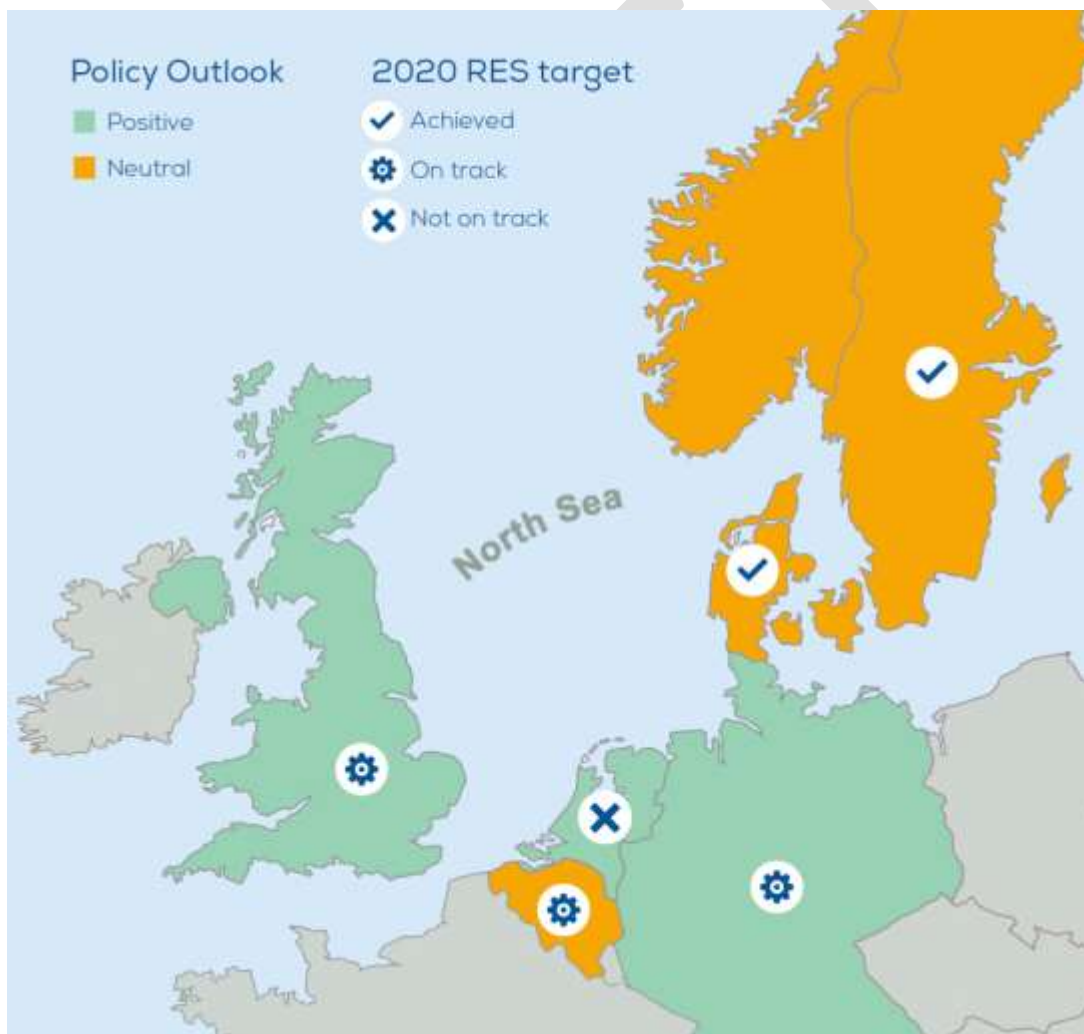 Policy Outlook
Positive
Neutral
2020 RES target
Achieved
On track
Not on track
North Sea